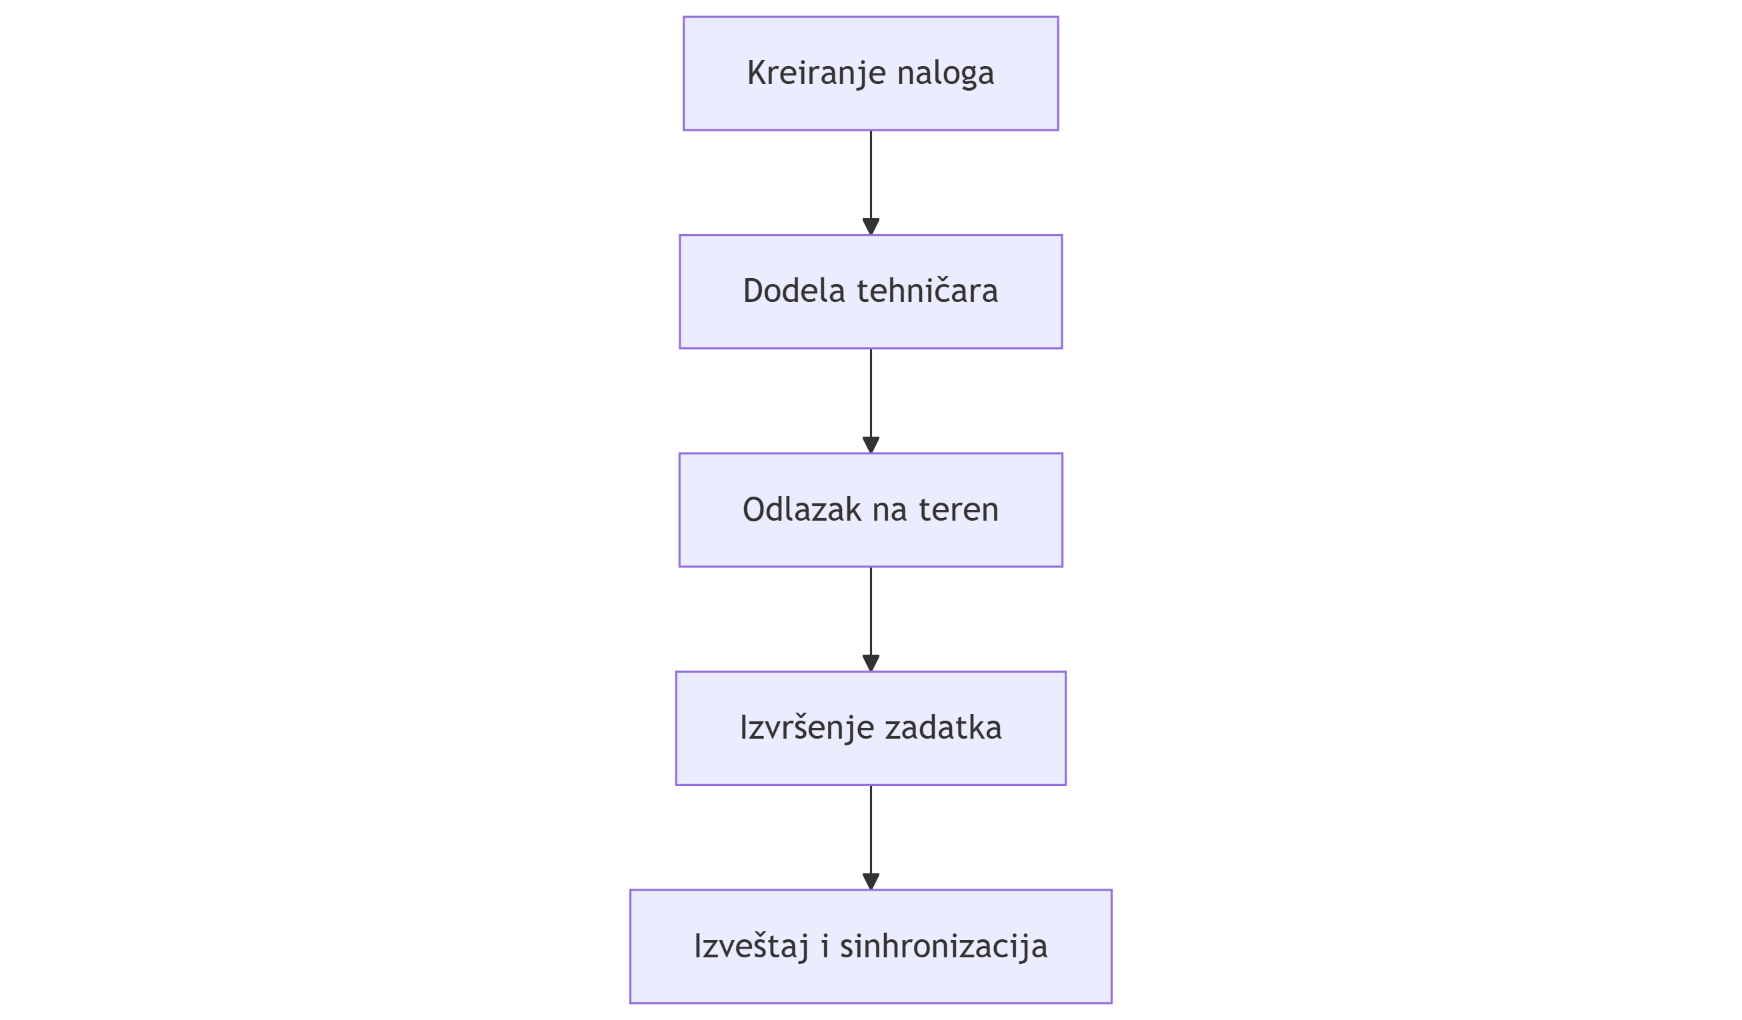 Kreiranje naloga
Dodela tehničara
Odlazak na teren
Izvršenje zadatka
Izveštaj i sinhronizacija